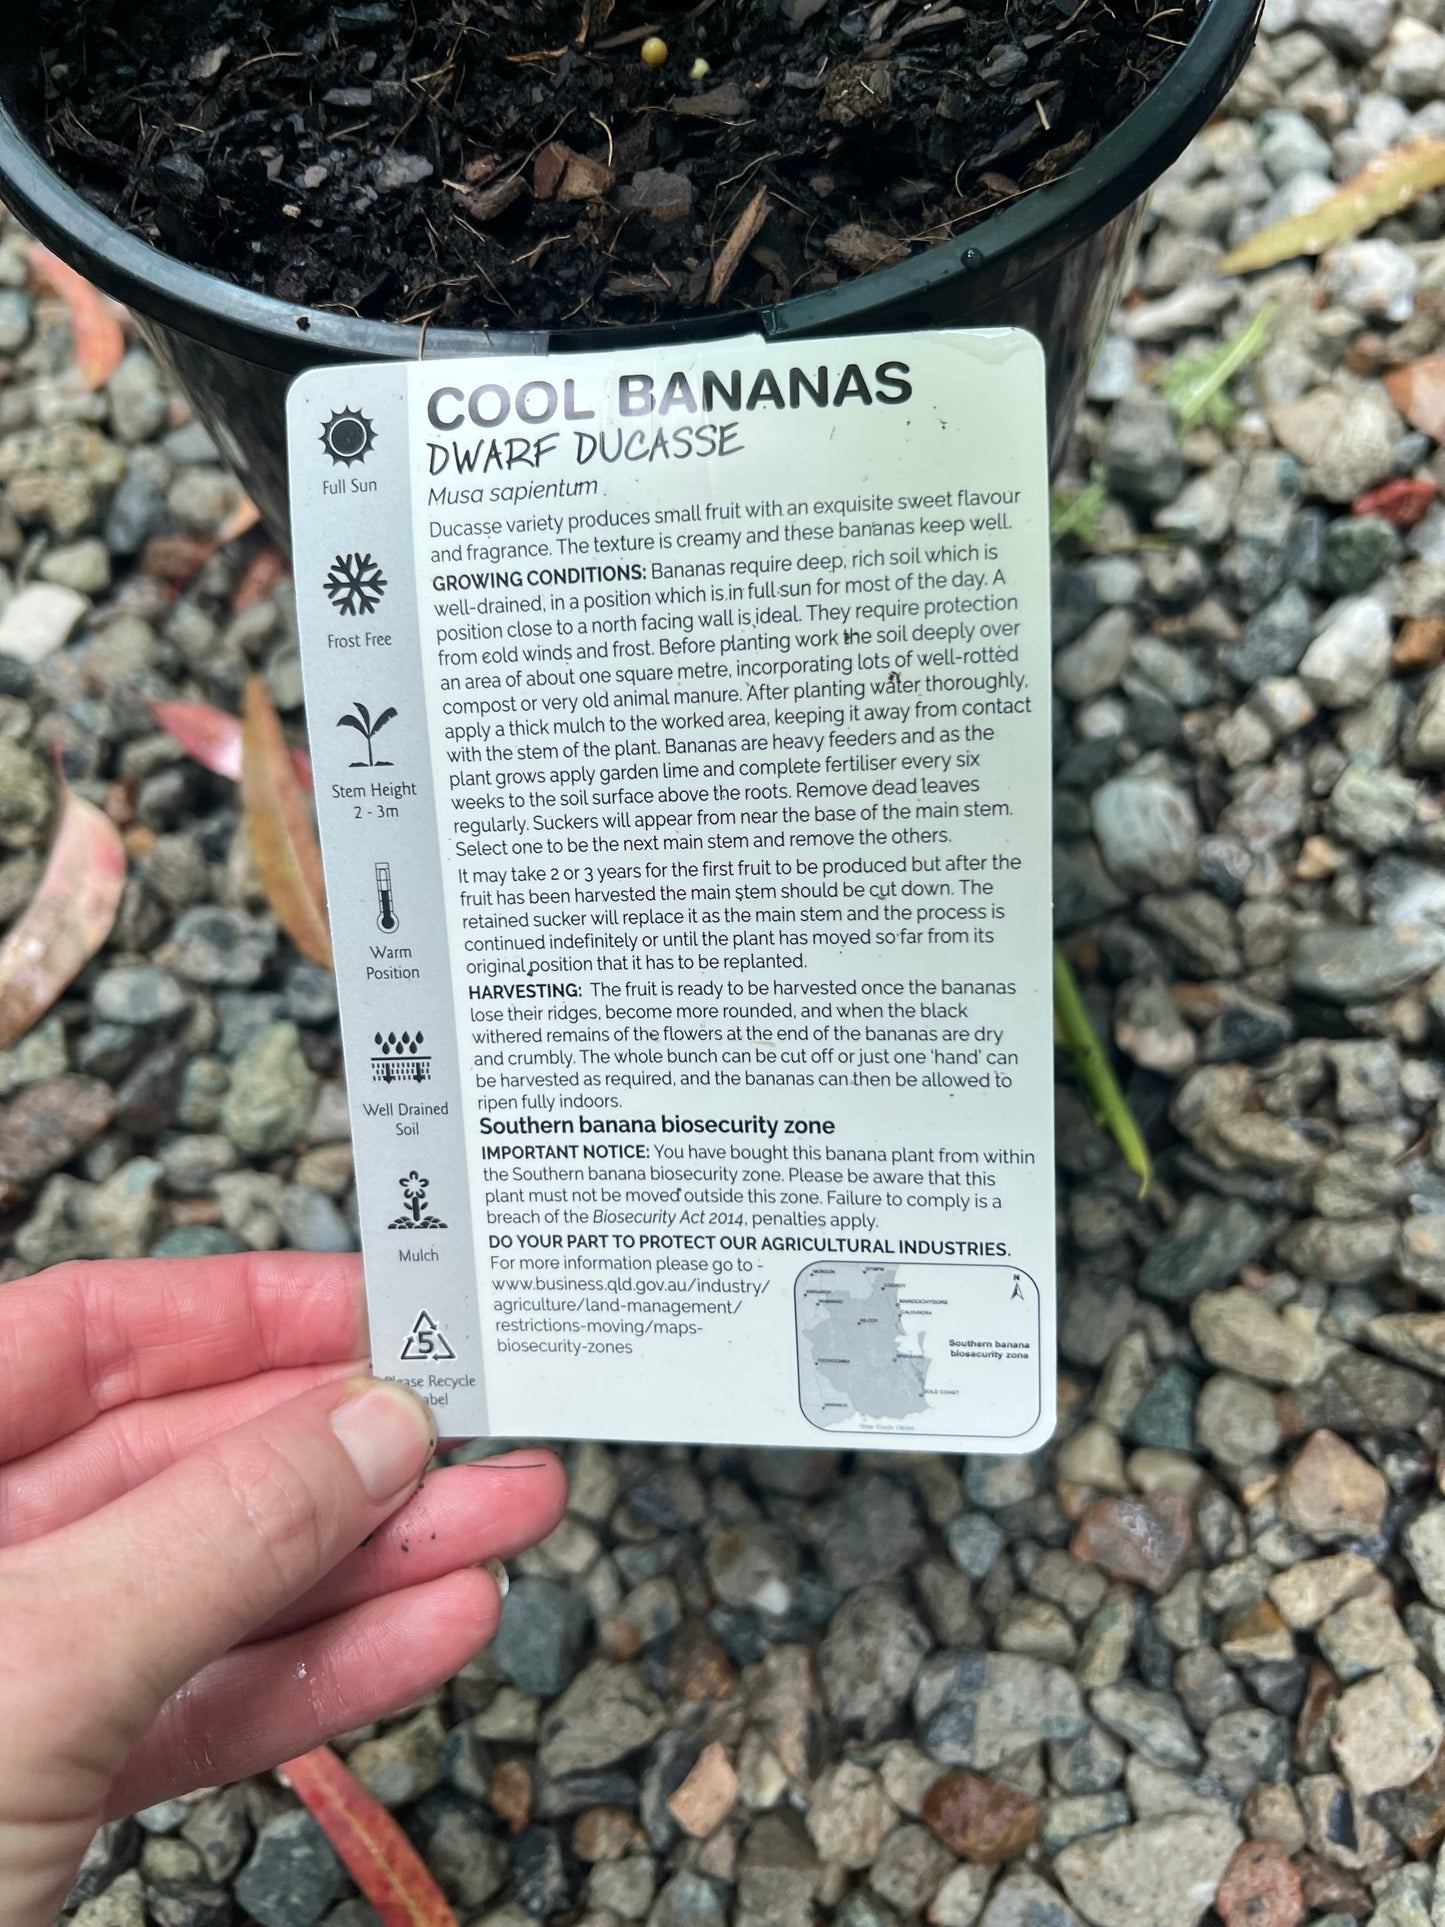 COOL BANANAS
DWARF DUCASSE
Musa sapientum
Ducasse variety produces small fruit with an exquisite sweet flavour
and fragrance. The texture is creamy and these bananas keep well.
GROWING CONDITIONS: Bananas require deep, rich soil which is
well-drained, in a position which is in full sun for most of the day. A
position close to a north facing wall is ideal. They require protection
from cold winds and frost. Before planting work the soil deeply over
an area of about one square metre, incorporating lots of well-rotted
compost or very old animal manure. After planting water thoroughly,
apply a thick mulch to the worked area, keeping it away from contact
with the stem of the plant. Bananas are heavy feeders and as the
plant grows apply garden lime and complete fertiliser every six
weeks to the soil surface above the roots. Remove dead leaves
regularly. Suckers will appear from near the base of the main stem.
Select one to be the next main stem and remove the others.
It may take 2 or 3 years for the first fruit to be produced but after the
fruit has been harvested the main stem should be cut down. The
retained sucker will replace it as the main stem and the process is
continued indefinitely or until the plant has moved so far from its
original position that it has to be replanted.
HARVESTING: The fruit is ready to be harvested once the bananas
lose their ridges, become more rounded, and when the black
withered remains of the flowers at the end of the bananas are dry
and crumbly. The whole bunch can be cut off or just one 'hand' can
be harvested as required, and the bananas can then be allowed to
ripen fully indoors.
Southern banana biosecurity zone
IMPORTANT NOTICE: You have bought this banana plant from within
the Southern banana biosecurity zone. Please be aware that this
plant must not be moved outside this zone. Failure to comply is a
breach of the Biosecurity Act 2014, penalties apply.
DO YOUR PART TO PROTECT OUR AGRICULTURAL INDUSTRIES.
For more information please go to -
www.business.qld.gov.au/industry/
agriculture/land-management/
restrictions-moving/maps-
biosecurity-zones
Full Sun
Frost Free
Stem Height
2 - 3m
Warm
Position
Well Drained
Soil
Mulch
5
Recycle
GYMPIE
N
MAROOCHYDORE
CALOUNDRA
Southern banana
biosecurity zone
GOLD COAST